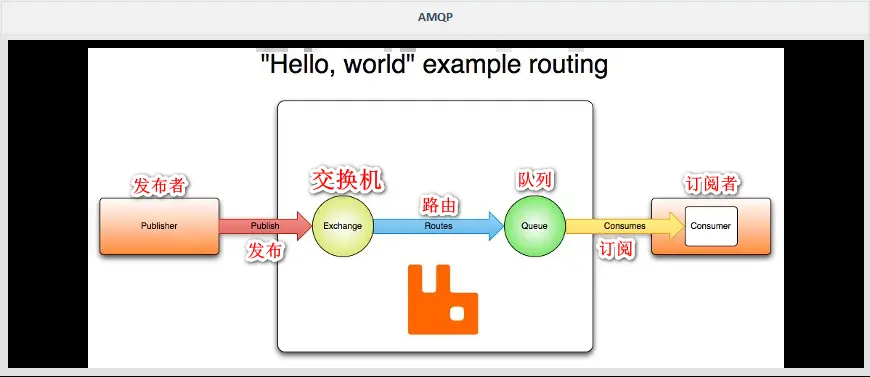 AMQP
"Hello, world" example routing
发布者
交换机
队列
订阅者
路由
Publisher
Publish
Exchange
Routes
Queue
Consumes
Consumer
发布
订阅